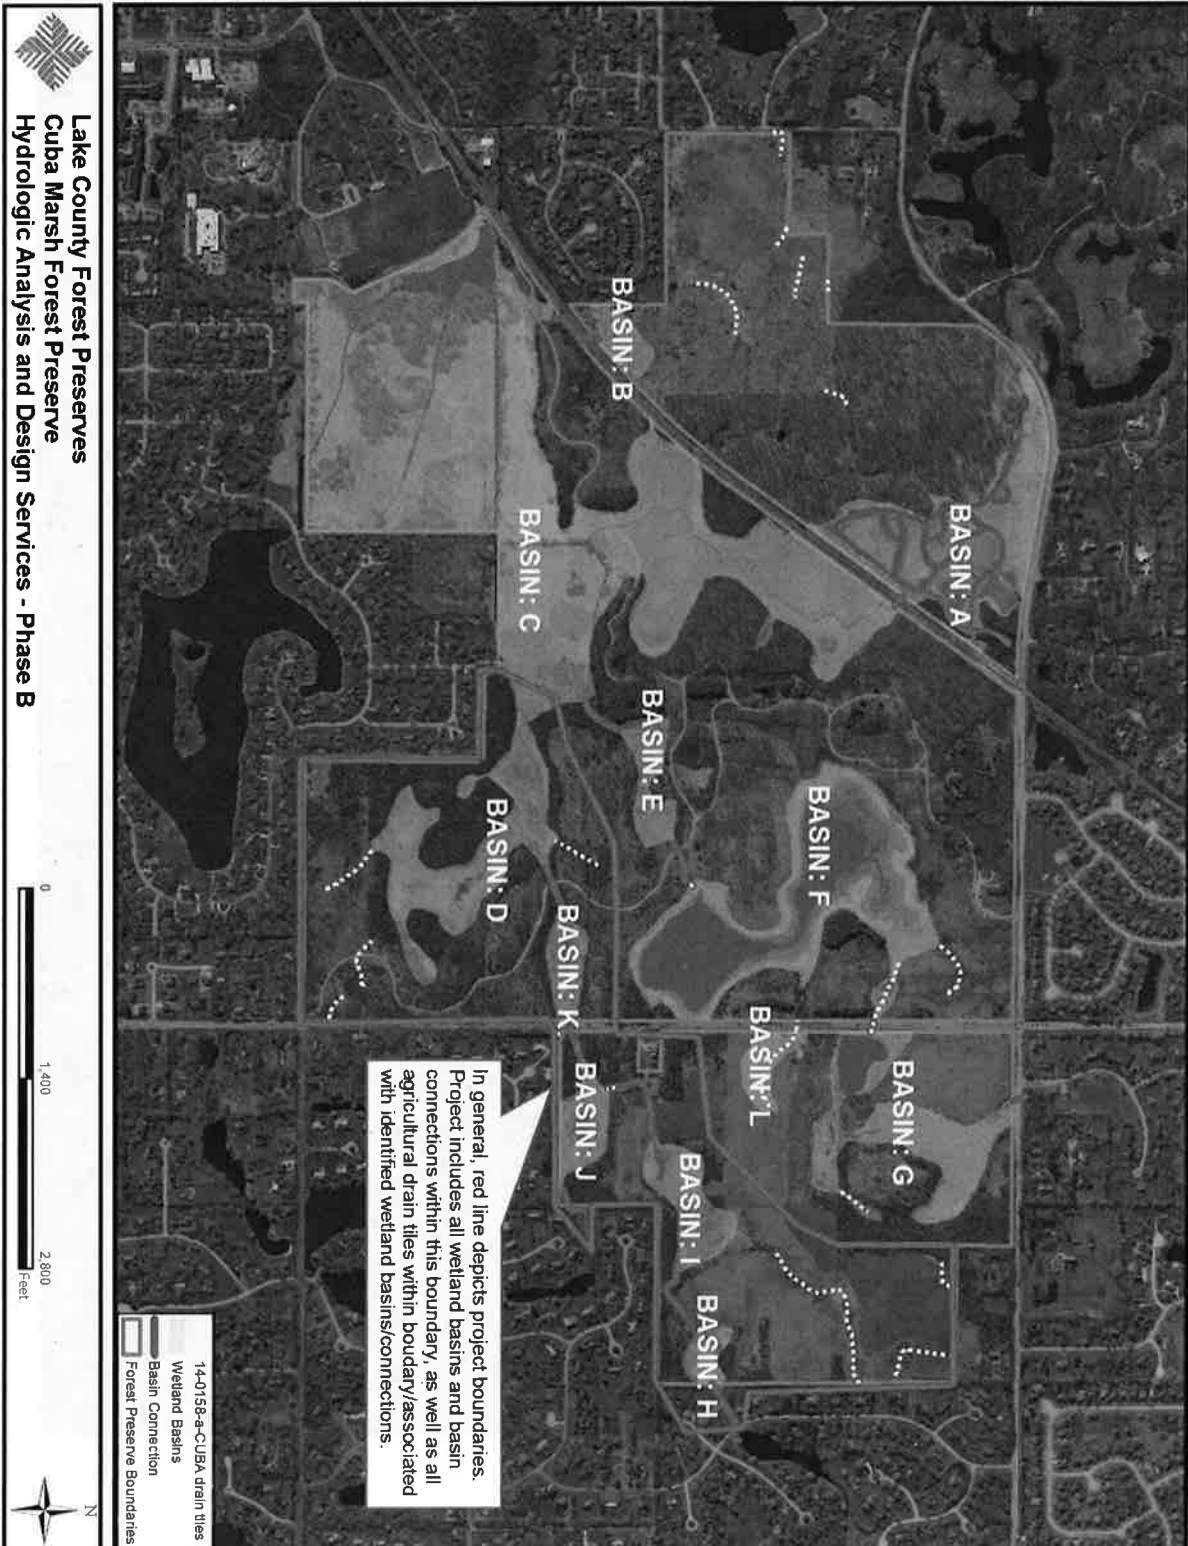 Lake County Forest Preserves
Cuba Marsh Forest Preserve
Hydrologic Analysis and Design Services - Phase B
BASIN: A
BASIN: B
BASIN: C
BASIN: D
BASIN: E
BASIN: F
BASIN: G
BASIN: H
BASIN: I
BASIN: J
BASIN: K
BASIN: L
In general, red line depicts project boundaries.
Project includes all wetland basins and basin
connections within this boundary, as well as all
agricultural drain tiles within boudary/associated
with identified wetland basins/connections.
14-0158-a-CUBA drain tiles
Wetland Basins
Basin Connection
Forest Preserve Boundaries
0 1,400 2,800
Feet
N